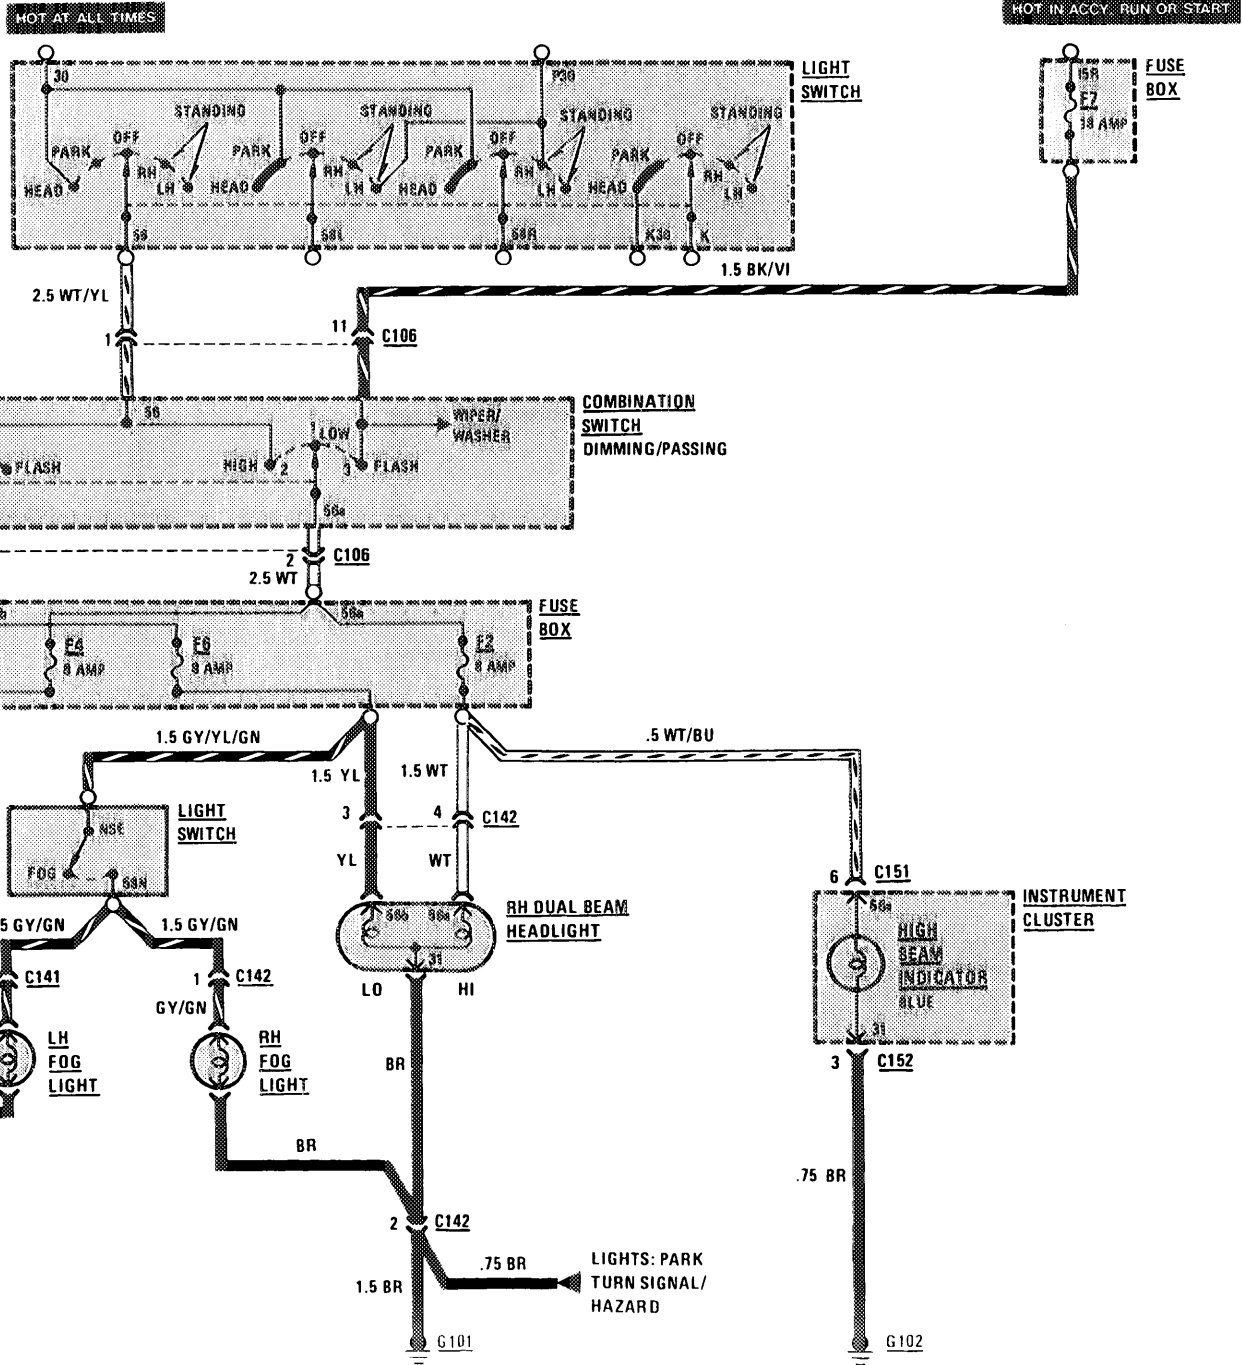 HOT AT ALL TIMES
HOT IN ACCY RUN OR START
30
P30
LIGHT
SWITCH
15R
F7
FUSE
BOX
STANDING
STANDING
STANDING
STANDING
OFF
OFF
OFF
OFF
PARK
PARK
PARK
PARK
RH
RH
RH
RH
HEAD
LH
HEAD
LH
HEAD
LH
HEAD
LH
56
58L
58R
K30
K
2.5 WT/YL
1.5 BK/VI
1
11
C106
56
COMBINATION
SWITCH
DIMMING/PASSING
WIPER/
WASHER
LOW
FLASH
HIGH
2
3
FLASH
56a
2
C106
2.5 WT
56a
FUSE
BOX
F4
8 AMP
F6
8 AMP
F2
8 AMP
1.5 GY/YL/GN
1.5 YL
1.5 WT
.5 WT/BU
3
4
C142
LIGHT
SWITCH
NSE
FOG
YL
WT
6
C151
56b
56a
31
RH DUAL BEAM
HEADLIGHT
LO
HI
56a
HIGH
BEAM
INDICATOR
BLUE
31
INSTRUMENT
CLUSTER
5 GY/GN
1.5 GY/GN
C141
1
C142
GY/GN
LH
FOG
LIGHT
RH
FOG
LIGHT
BR
3
C152
BR
.75 BR
2
C142
.75 BR
1.5 BR
LIGHTS: PARK
TURN SIGNAL/
HAZARD
G101
G102